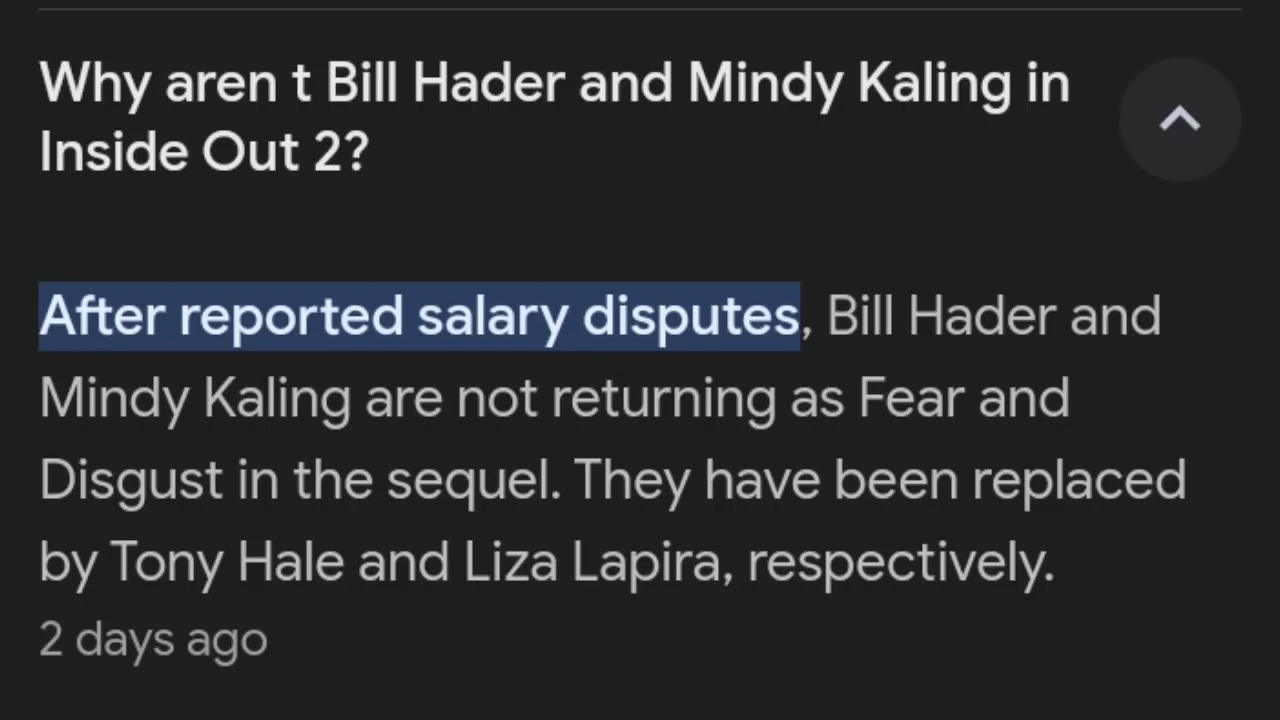 Why aren t Bill Hader and Mindy Kaling in
Inside Out 2?
After reported salary disputes, Bill Hader and
Mindy Kaling are not returning as Fear and
Disgust in the sequel. They have been replaced
by Tony Hale and Liza Lapira, respectively.
2 days ago